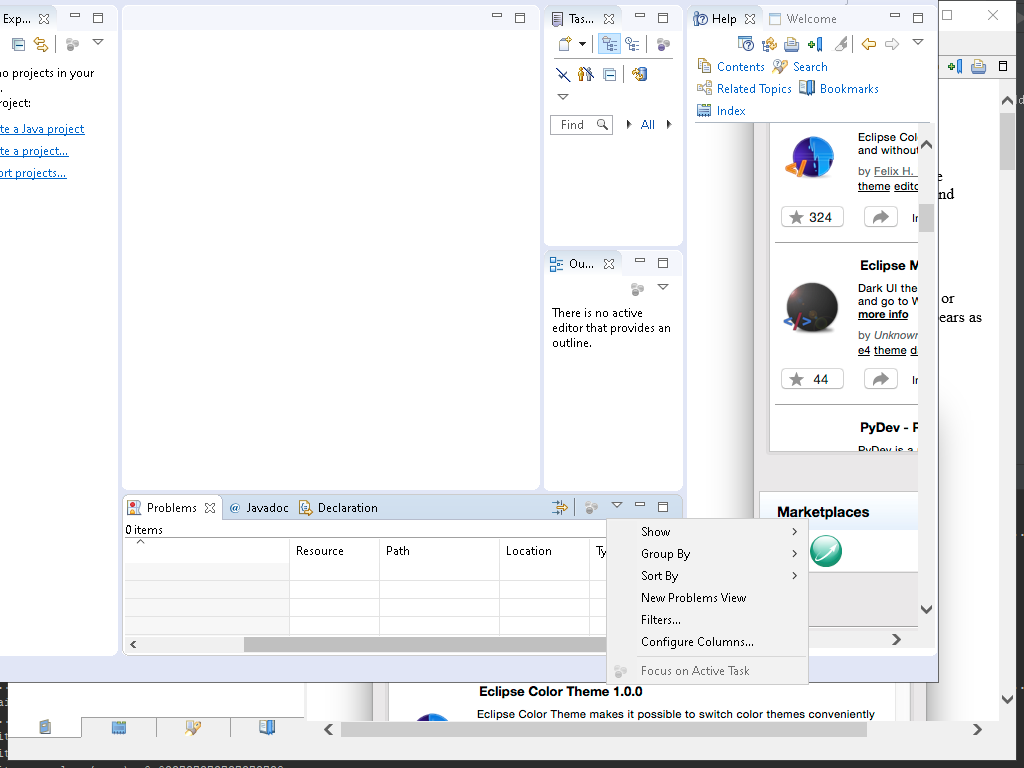 Exp...
no projects in your
roject:
te a Java project
te a project...
ort projects...
Tas...
Find
All
Ou...
There is no active
editor that provides an
outline.
Help
Welcome
Contents
Search
Related Topics
Bookmarks
Index
Eclipse Col
and without
by Felix H.
theme edito
324
Eclipse M
Dark UI the
and go to W
more info
by Unknown
e4 theme d
44
PyDev - P
PyDev is a
Marketplaces
e
nd
or
ears as
Problems
@ Javadoc
Declaration
0 items
Resource
Path
Location
Ty
Show
Group By
Sort By
New Problems View
Filters...
Configure Columns...
Focus on Active Task
Eclipse Color Theme 1.0.0
Eclipse Color Theme makes it possible to switch color themes conveniently